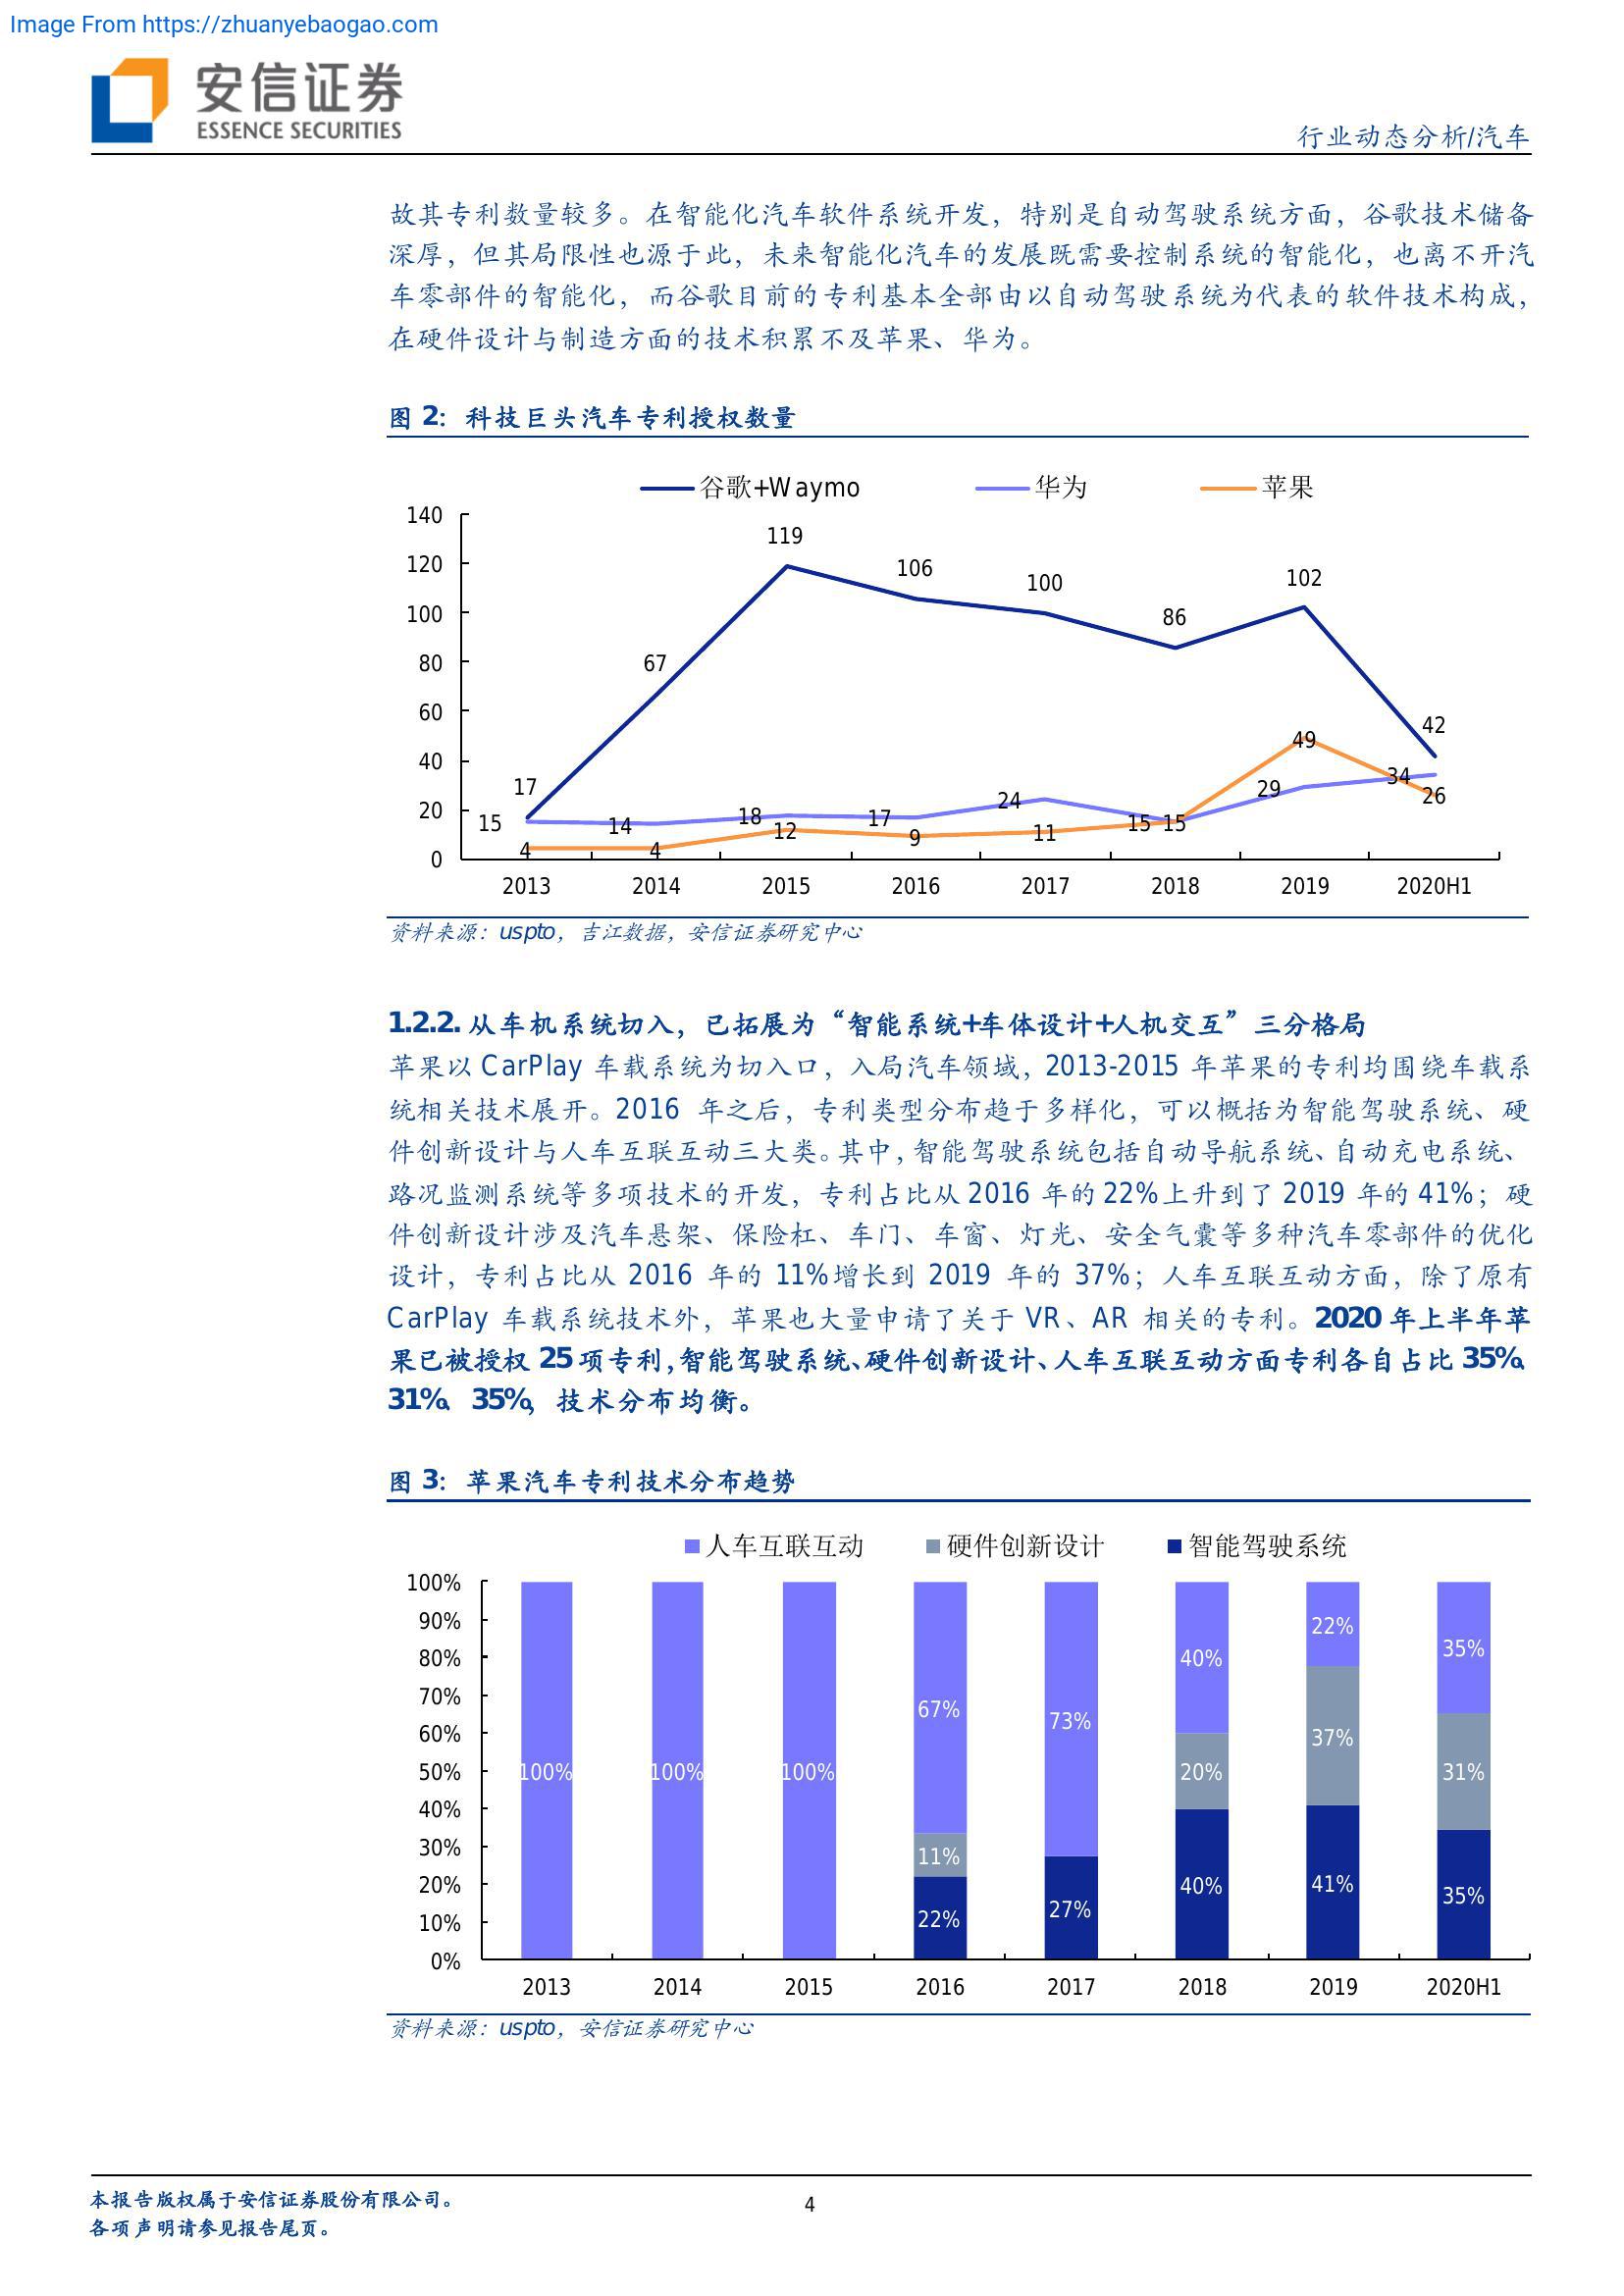 Image From https://zhuanyebaogao.com
安信证券
ESSENCE SECURITIES
行业动态分析/汽车
故其专利数量较多。在智能化汽车软件系统开发，特别是自动驾驶系统方面，谷歌技术储备
深厚，但其局限性也源于此，未来智能化汽车的发展既需要控制系统的智能化，也离不开汽
车零部件的智能化，而谷歌目前的专利基本全部由以自动驾驶系统为代表的软件技术构成，
在硬件设计与制造方面的技术积累不及苹果、华为。
图 2：科技巨头汽车专利授权数量
谷歌+Waymo 华为 苹果
140
120
100
80
60
40
20
0
17 67 119 106 100 86 102 42
15 14 18 17 24 15 29 34
4 4 12 9 11 15 49 26
2013 2014 2015 2016 2017 2018 2019 2020H1
资料来源：uspto，吉江数据，安信证券研究中心
1.2.2. 从车机系统切入，已拓展为“智能系统+车体设计+人机交互”三分格局
苹果以 CarPlay 车载系统为切入口，入局汽车领域，2013-2015 年苹果的专利均围绕车载系
统相关技术展开。2016 年之后，专利类型分布趋于多样化，可以概括为智能驾驶系统、硬
件创新设计与人车互联互动三大类。其中，智能驾驶系统包括自动导航系统、自动充电系统、
路况监测系统等多项技术的开发，专利占比从 2016 年的 22%上升到了 2019 年的 41%；硬
件创新设计涉及汽车悬架、保险杠、车门、车窗、灯光、安全气囊等多种汽车零部件的优化
设计，专利占比从 2016 年的 11%增长到 2019 年的 37%；人车互联互动方面，除了原有
CarPlay 车载系统技术外，苹果也大量申请了关于 VR、AR 相关的专利。2020 年上半年苹
果已被授权 25 项专利，智能驾驶系统、硬件创新设计、人车互联互动方面专利各自占比 35%、
31%、35%，技术分布均衡。
图 3：苹果汽车专利技术分布趋势
人车互联互动 硬件创新设计 智能驾驶系统
100%
90%
80%
70%
60%
50%
40%
30%
20%
10%
0%
100% 100% 100% 67% 73% 40% 22% 35%
11% 20% 37% 31%
22% 27% 40% 41% 35%
2013 2014 2015 2016 2017 2018 2019 2020H1
资料来源：uspto，安信证券研究中心
本报告版权属于安信证券股份有限公司。
各项声明请参见报告尾页。
4